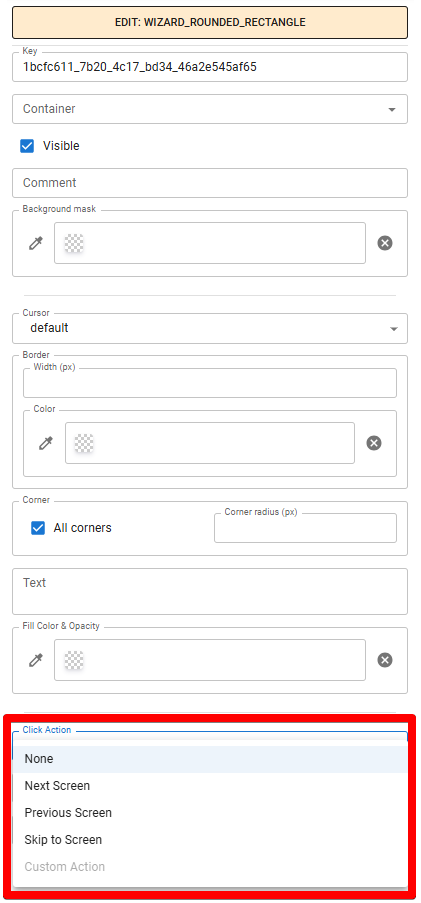 EDIT: WIZARD_ROUNDED_RECTANGLE
Key
1bcfc611_7b20_4c17_bd34_46a2e545af65
Container
Visible
Comment
Background mask
Cursor
default
Border
Width (px)
Color
Corner
All corners
Corner radius (px)
Text
Fill Color & Opacity
Click Action
None
Next Screen
Previous Screen
Skip to Screen
Custom Action